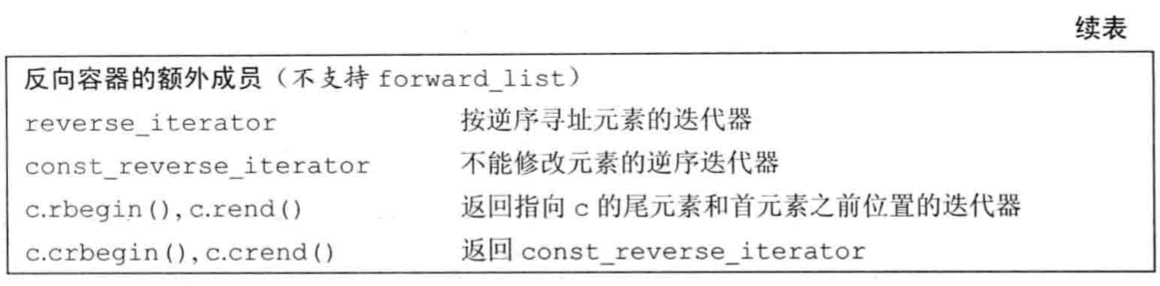 续表
反向容器的额外成员（不支持 forward_list）
reverse_iterator 按逆序寻址元素的迭代器
const_reverse_iterator 不能修改元素的逆序迭代器
c.rbegin(),c.rend() 返回指向 c 的尾元素和首元素之前位置的迭代器
c.crbegin(),c.crend() 返回 const_reverse_iterator